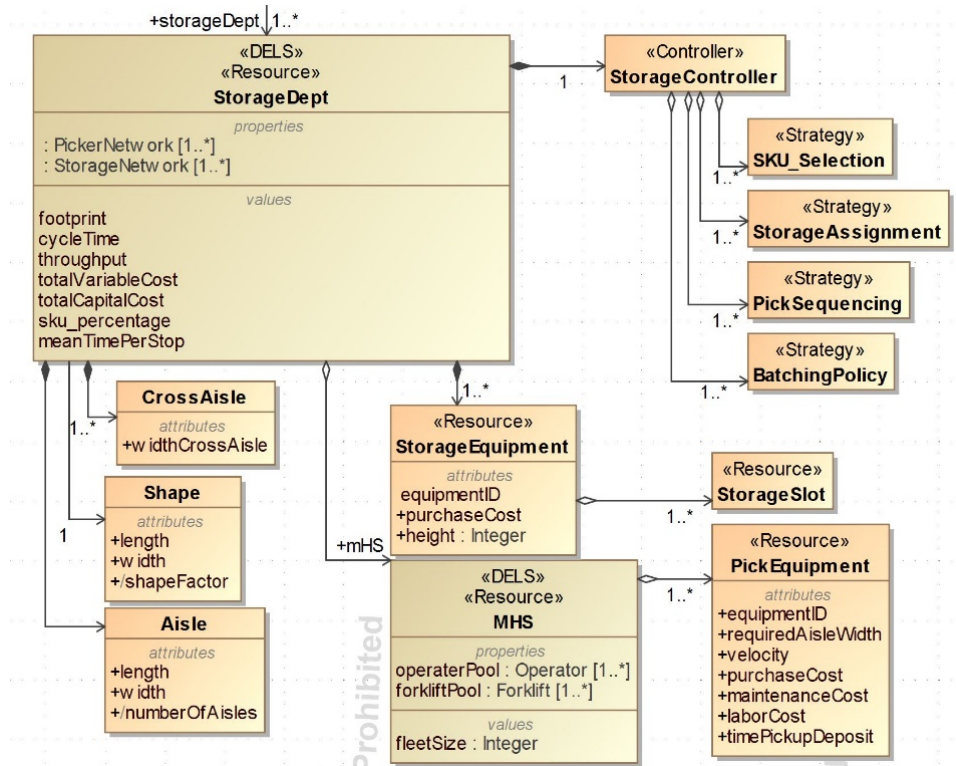 +storageDept
1..*
«DELS»
«Resource»
StorageDept
properties
: PickerNetwork [1..*]
: StorageNetwork [1..*]
values
footprint
cycleTime
throughput
totalVariableCost
totalCapitalCost
sku_percentage
meanTimePerStop
1
«Controller»
StorageController
«Strategy»
SKU_Selection
1..*
«Strategy»
StorageAssignment
1..*
«Strategy»
PickSequencing
1..*
«Strategy»
BatchingPolicy
1..*
CrossAisle
attributes
+widthCrossAisle
1..*
Shape
attributes
+length
+width
+/shapeFactor
1
Aisle
attributes
+length
+width
+/numberOfAisles
1..*
«Resource»
StorageEquipment
attributes
equipmentID
+purchaseCost
+height : Integer
«Resource»
StorageSlot
1..*
+mHS
«DELS»
«Resource»
MHS
properties
operaterPool : Operator [1..*]
forkliftPool : Forklift [1..*]
values
fleetSize : Integer
1..*
«Resource»
PickEquipment
attributes
+equipmentID
+requiredAisleWidth
+velocity
+purchaseCost
+maintenanceCost
+laborCost
+timePickupDeposit
Prohibited